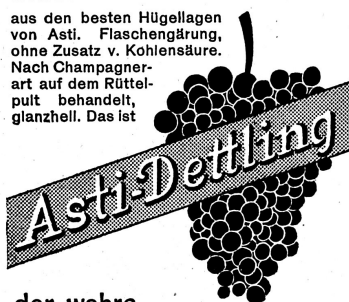 aus den besten Hügellagen
von Asti. Flaschengärung,
ohne Zusatz v. Kohlensäure.
Nach Champagner-
art auf dem Rüttel-
pult behandelt,
glanzhell. Das ist
Asti-Dettling
der wahre